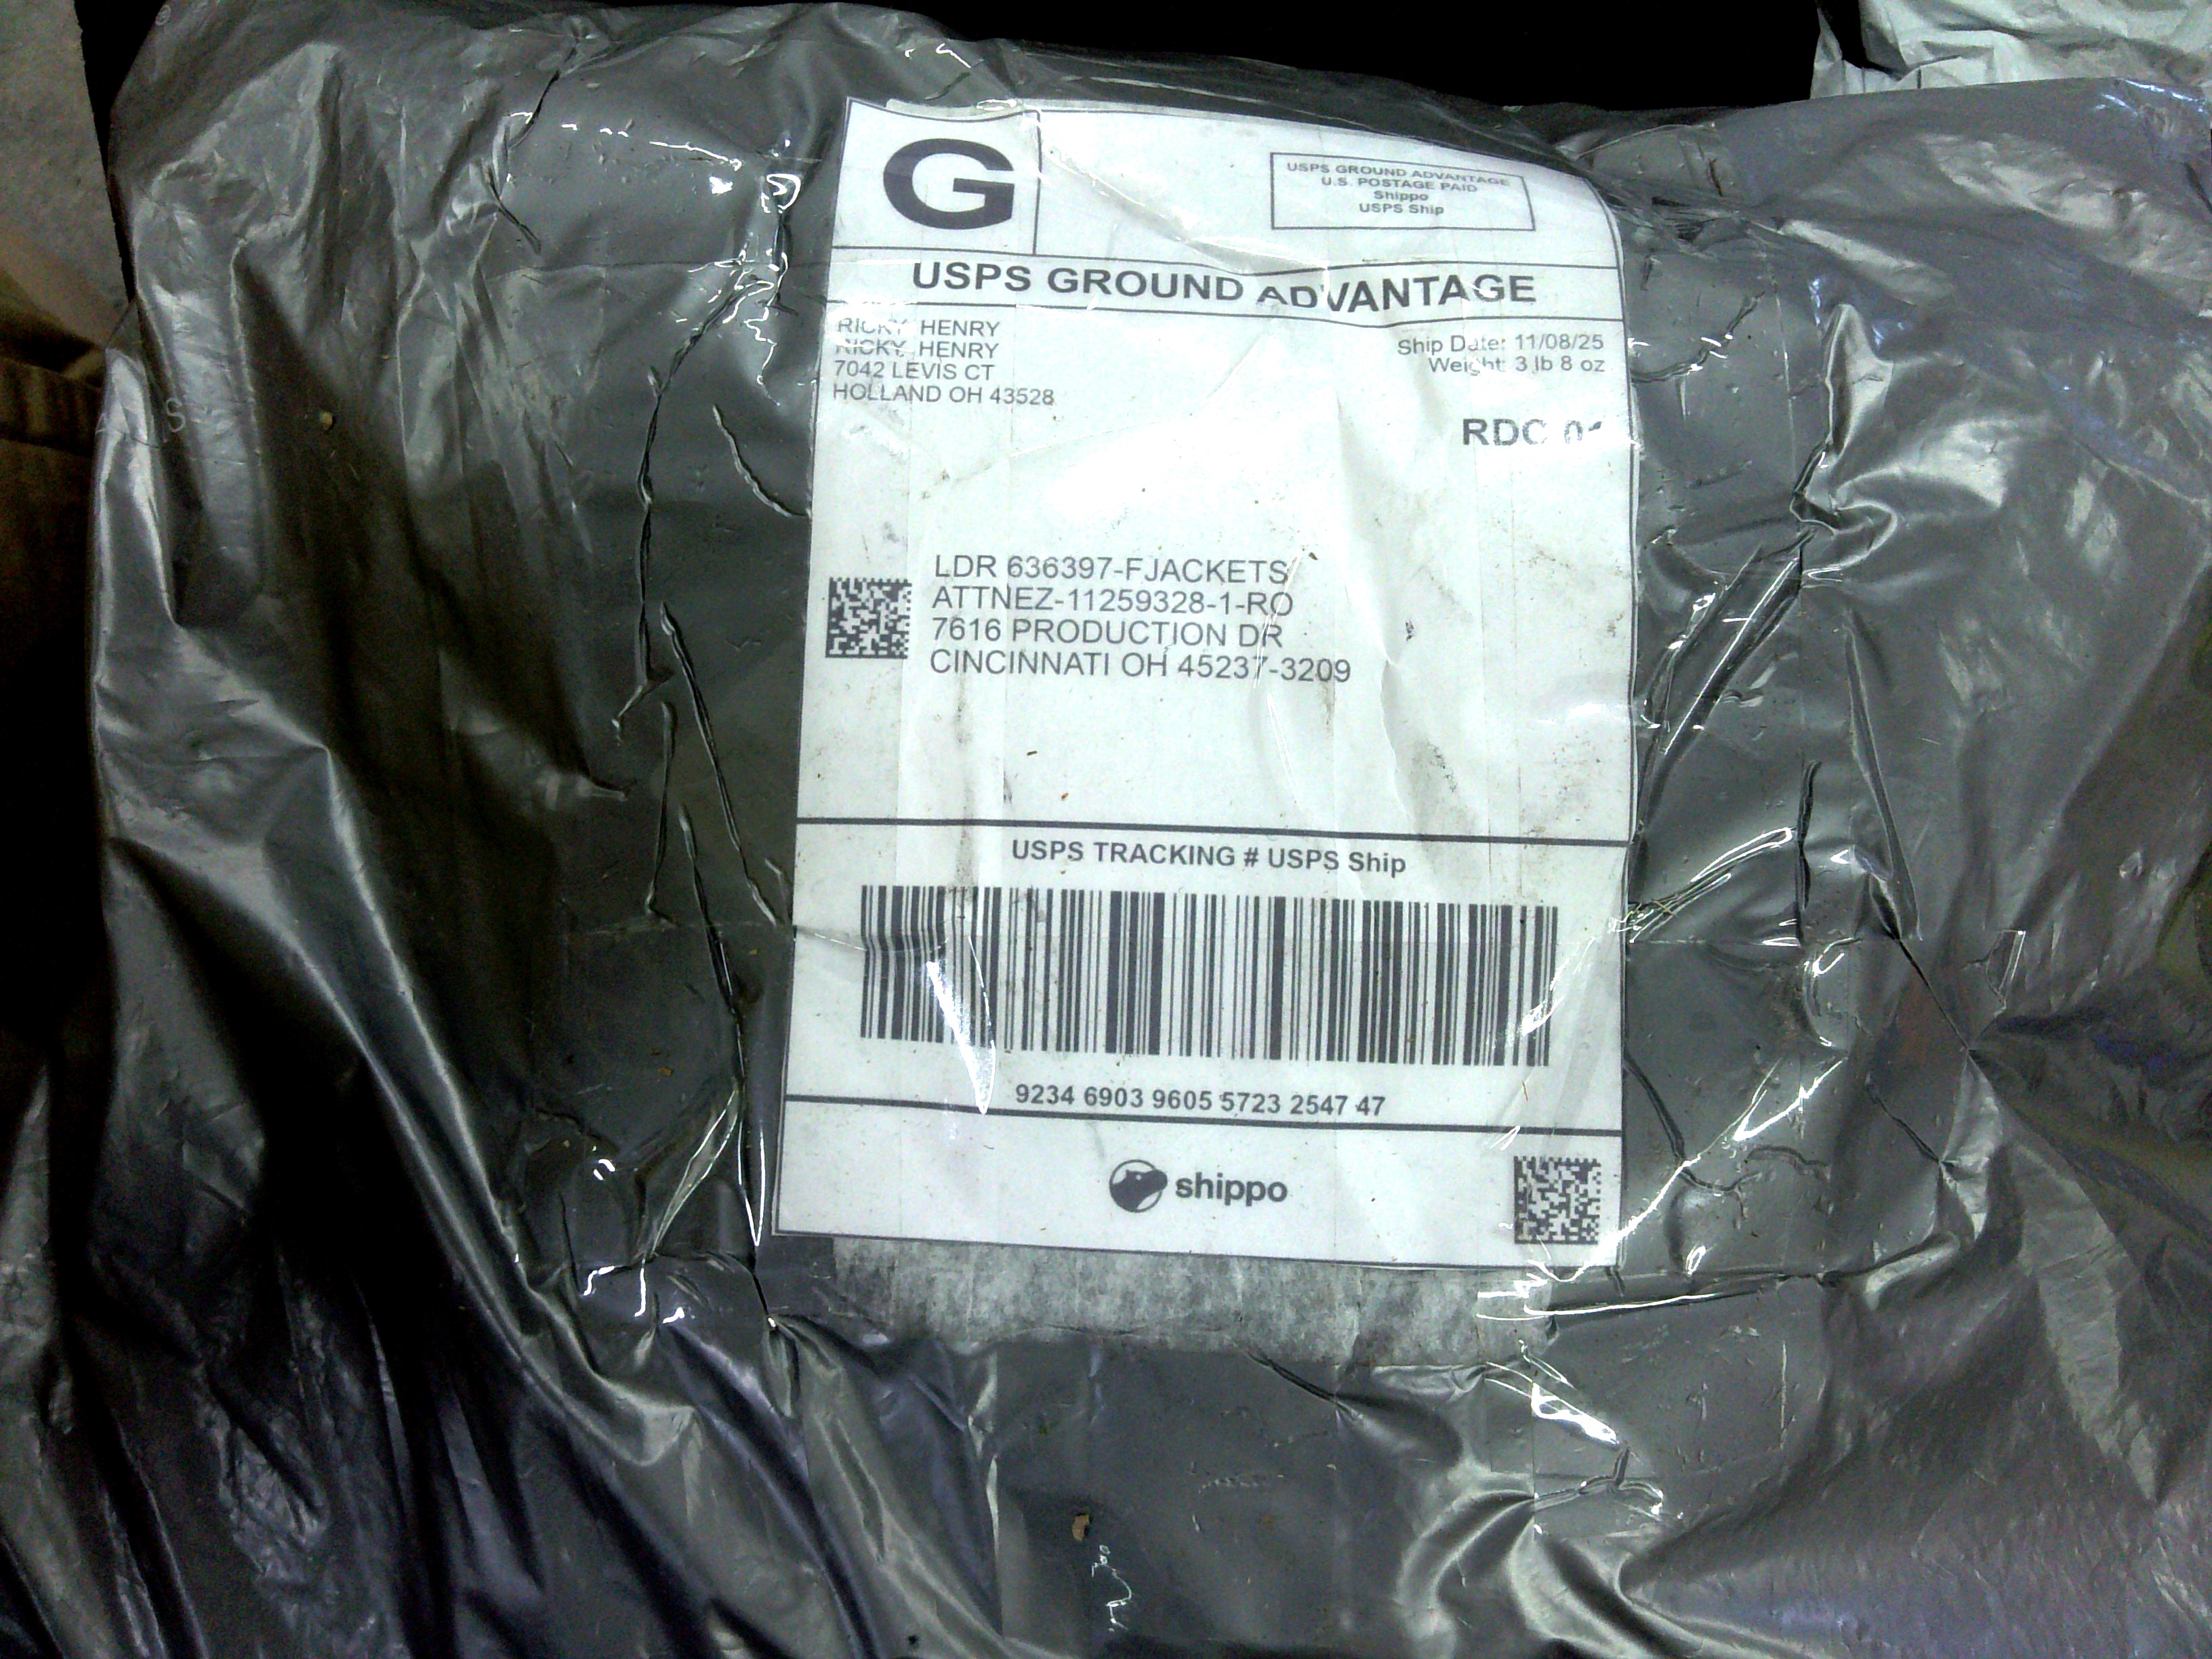 G
USPS GROUND ADVANTAGE
U.S. POSTAGE PAID
Shippo
USPS Ship
USPS GROUND ADVANTAGE
RICKY HENRY
RICKY HENRY
7042 LEVIS CT
HOLLAND OH 43528
Ship Date: 11/08/25
Weight: 3 lb 8 oz
RDC
LDR 636397-FJACKETS
ATTNEZ-11259328-1-RO
7616 PRODUCTION DR
CINCINNATI OH 45237-3209
USPS TRACKING # USPS Ship
9234 6903 9605 5723 2547 47
shippo